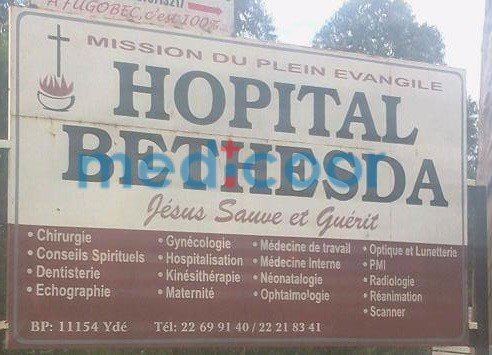 A FUGOBEC, c'est 100%
MISSION DU PLEIN EVANGILE
HOPITAL
BETHESDA
medicoor
Jésus Sauve et Guérit
• Chirurgie
• Conseils Spirituels
• Dentisterie
• Echographie
• Gynécologie
• Hospitalisation
• Kinésithérapie
• Maternité
• Médecine de travail
• Médecine Interne
• Néonatalogie
• Ophtalmologie
• Optique et Lunetterie
• PMI
• Radiologie
• Réanimation
• Scanner
BP: 11154 Ydé
Tél: 22 69 91 40 / 22 21 83 41